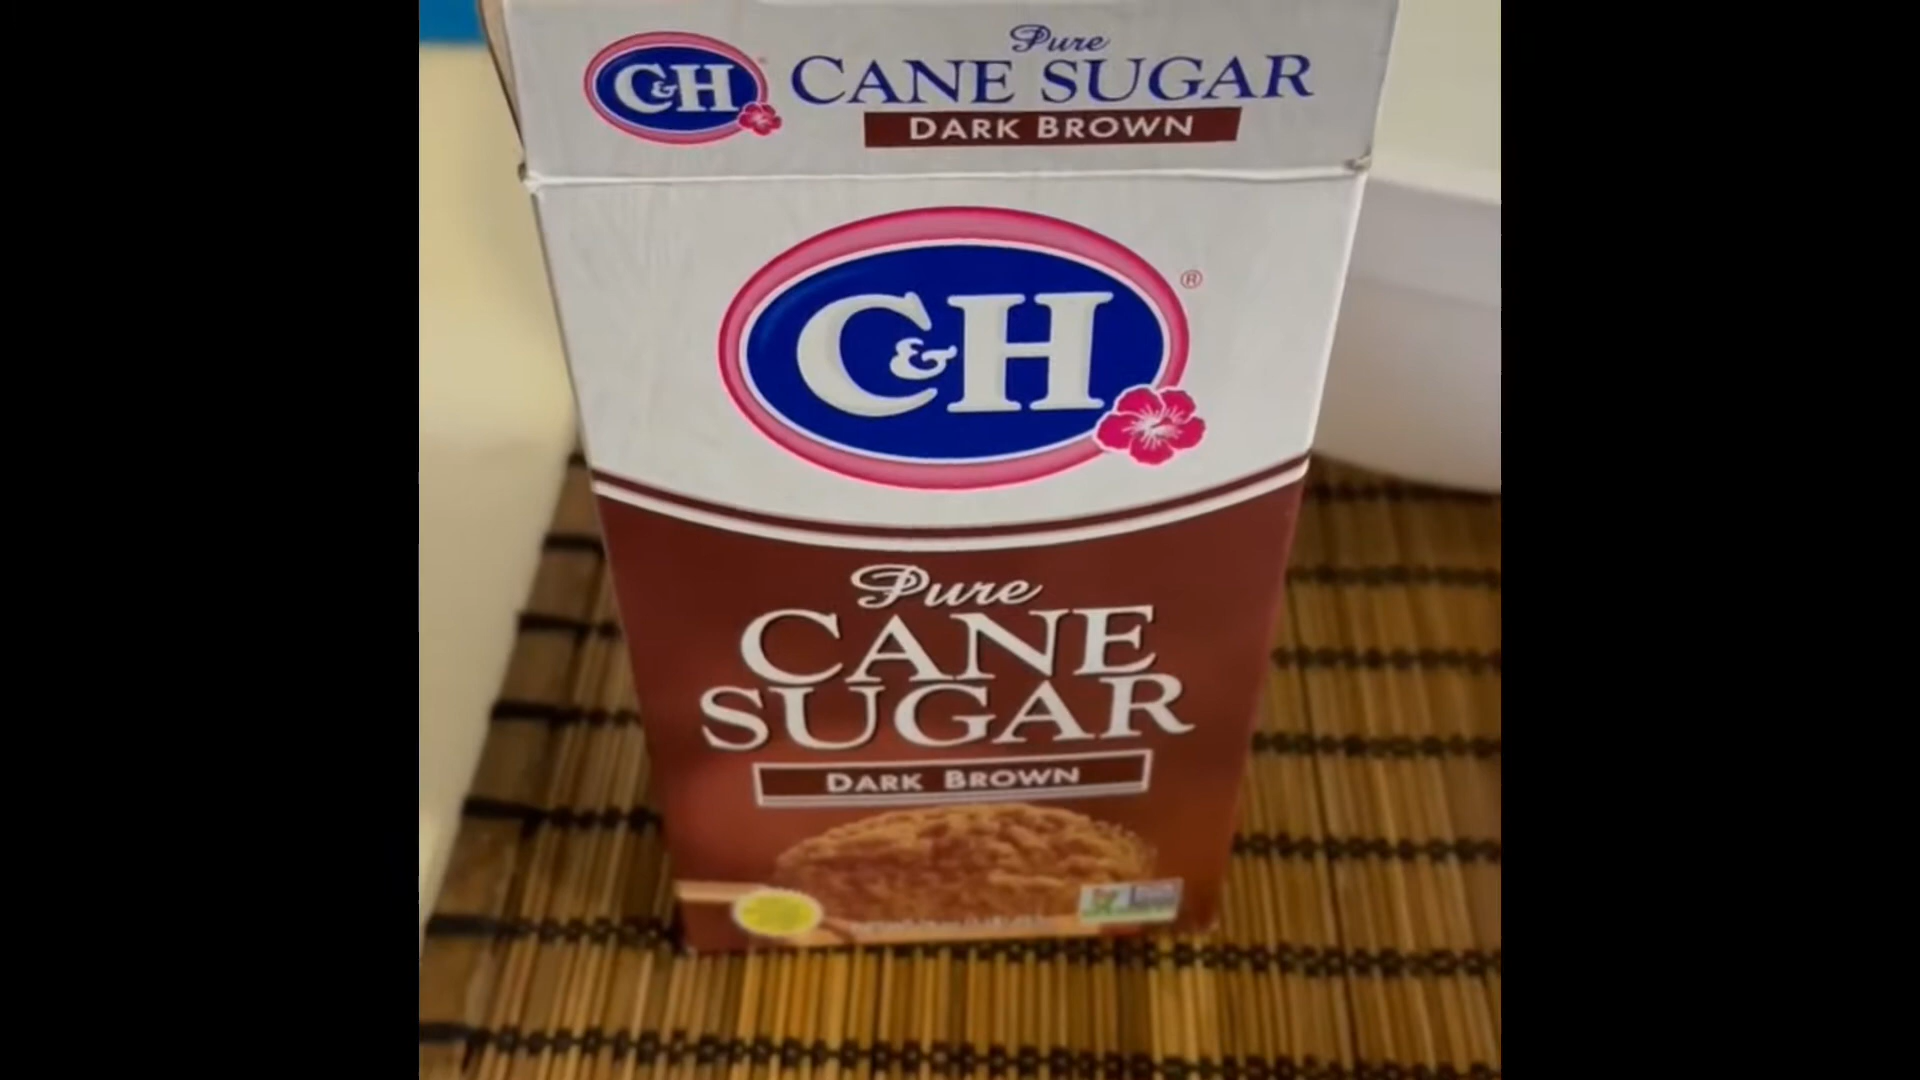 C&H
Pure
CANE SUGAR
DARK BROWN
C&H®
Pure
CANE
SUGAR
DARK BROWN